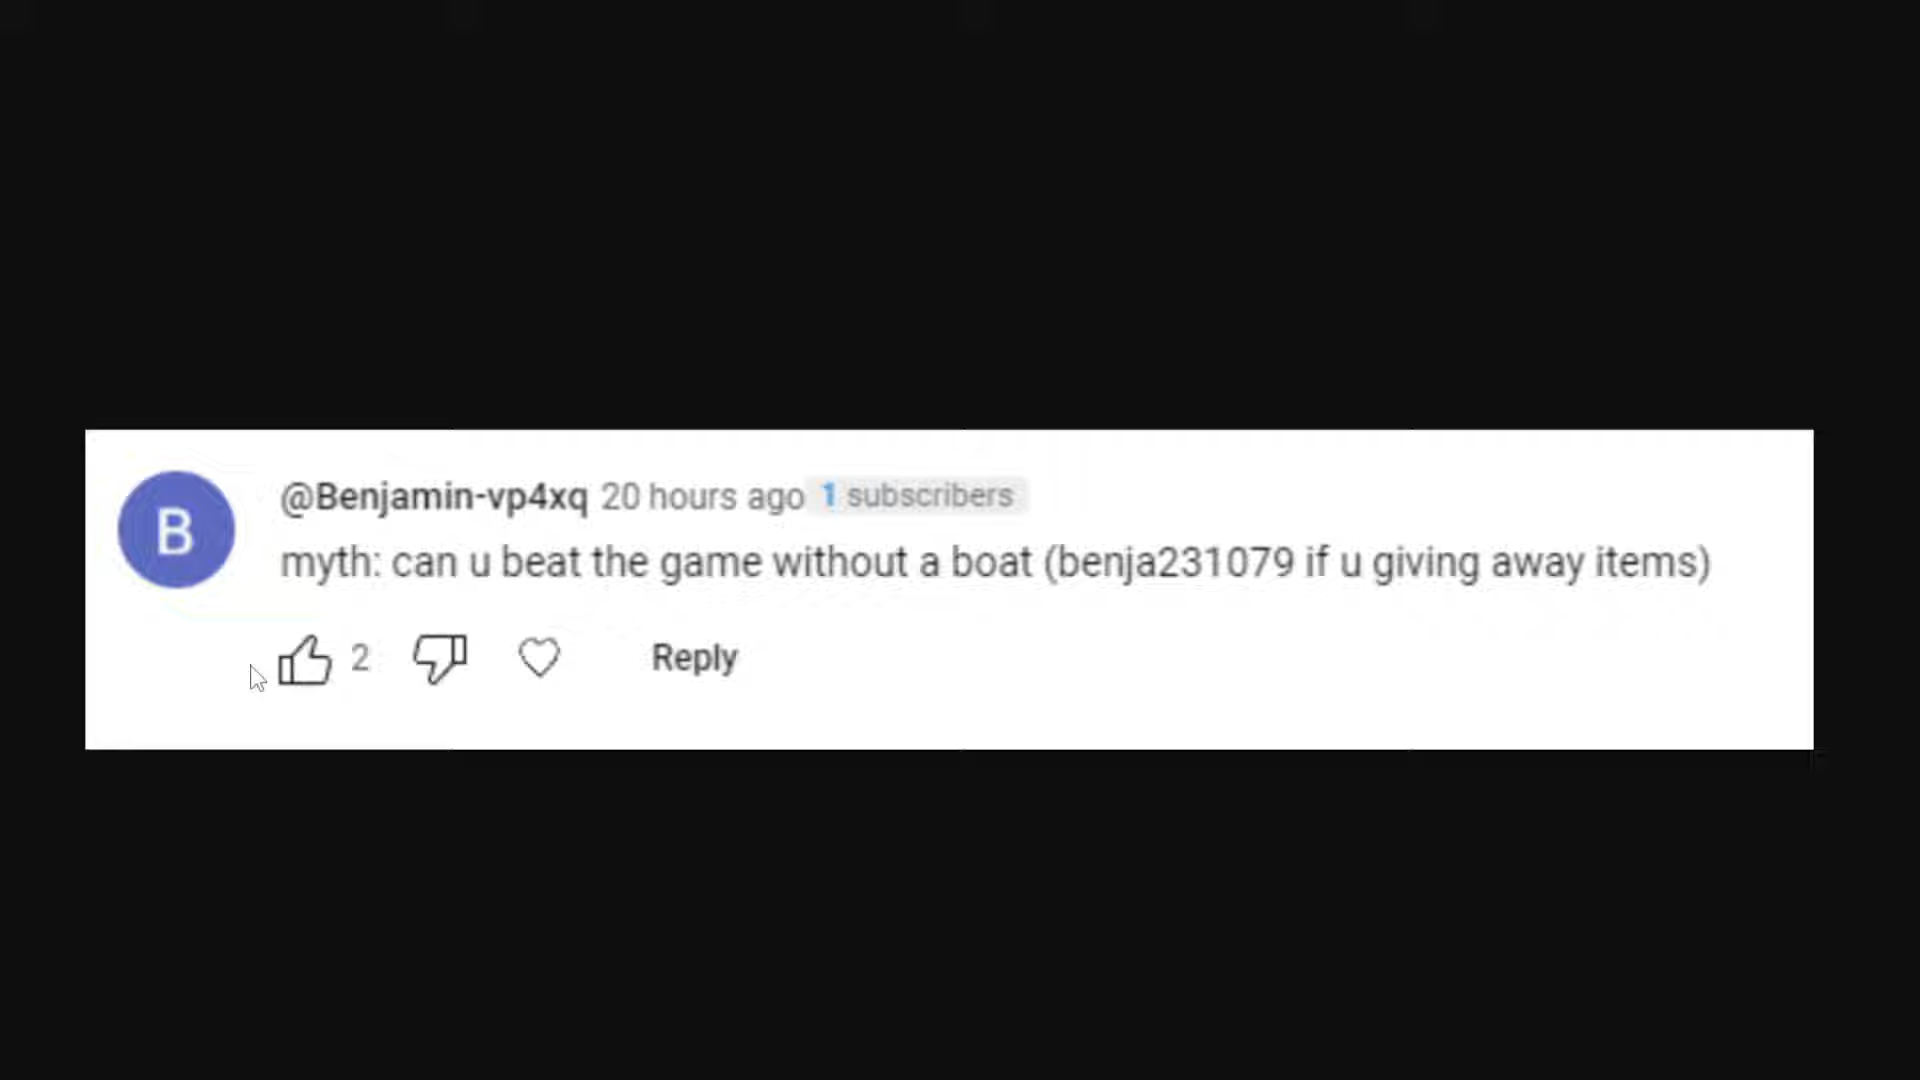 B
@Benjamin-vp4xq 20 hours ago 1 subscribers
myth: can u beat the game without a boat (benja231079 if u giving away items)
2 Reply